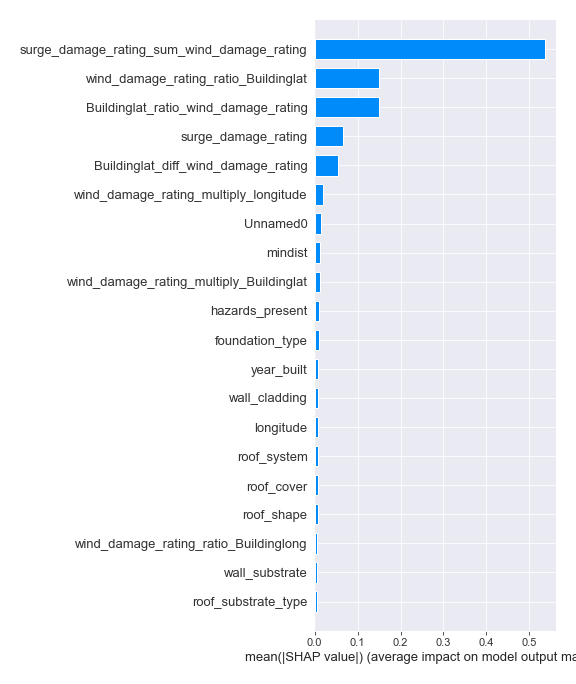 surge_damage_rating_sum_wind_damage_rating
wind_damage_rating_ratio_Buildinglat
Buildinglat_ratio_wind_damage_rating
surge_damage_rating
Buildinglat_diff_wind_damage_rating
wind_damage_rating_multiply_longitude
Unnamed0
mindist
wind_damage_rating_multiply_Buildinglat
hazards_present
foundation_type
year_built
wall_cladding
longitude
roof_system
roof_cover
roof_shape
wind_damage_rating_ratio_Buildinglong
wall_substrate
roof_substrate_type
0.0 0.1 0.2 0.3 0.4 0.5
mean(|SHAP value|) (average impact on model output ma